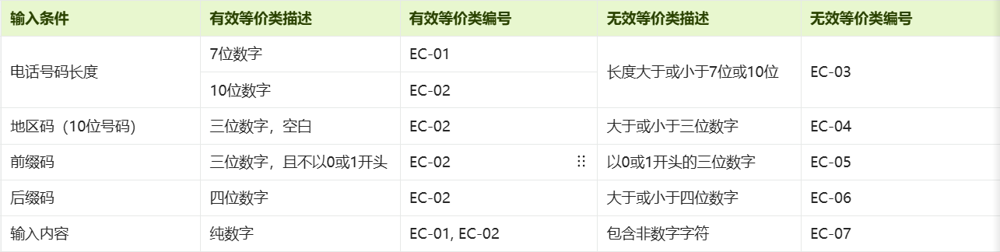 输入条件 有效等价类描述 有效等价类编号 无效等价类描述 无效等价类编号
电话号码长度 7位数字 EC-01 长度大于或小于7位或10位 EC-03
10位数字 EC-02
地区码（10位号码） 三位数字，空白 EC-02 大于或小于三位数字 EC-04
前缀码 三位数字，且不以0或1开头 EC-02 以0或1开头的三位数字 EC-05
后缀码 四位数字 EC-02 大于或小于四位数字 EC-06
输入内容 纯数字 EC-01, EC-02 包含非数字字符 EC-07